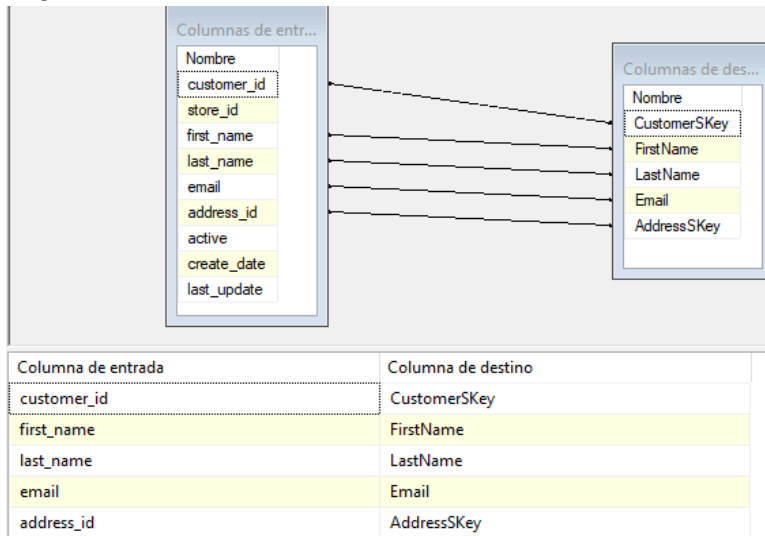 Columnas de entr...
Nombre
customer_id
store_id
first_name
last_name
email
address_id
active
create_date
last_update
Columnas de des...
Nombre
CustomerSKey
FirstName
LastName
Email
AddressSKey
Columna de entrada Columna de destino
customer_id CustomerSKey
first_name FirstName
last_name LastName
email Email
address_id AddressSKey